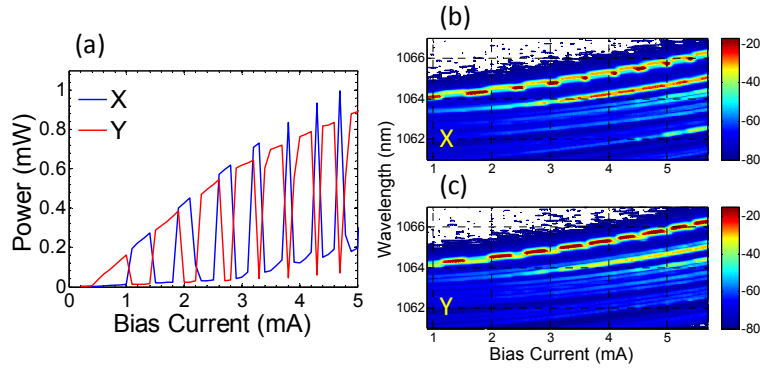 (a)
X
Y
Power (mW)
1
0.8
0.6
0.4
0.2
0
0 1 2 3 4 5
Bias Current (mA)
(b)
1066
1064
1062
X
1 2 3 4 5
-20
-40
-60
-80
Wavelength (nm)
(c)
1066
1064
1062
Y
1 2 3 4 5
-20
-40
-60
-80
Bias Current (mA)